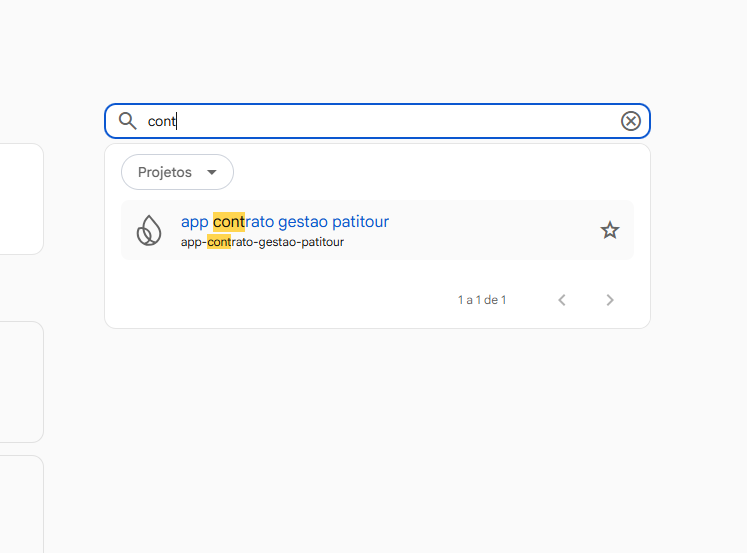 cont
Projetos
app contrato gestao patitour
app-contrato-gestao-patitour
1 a 1 de 1